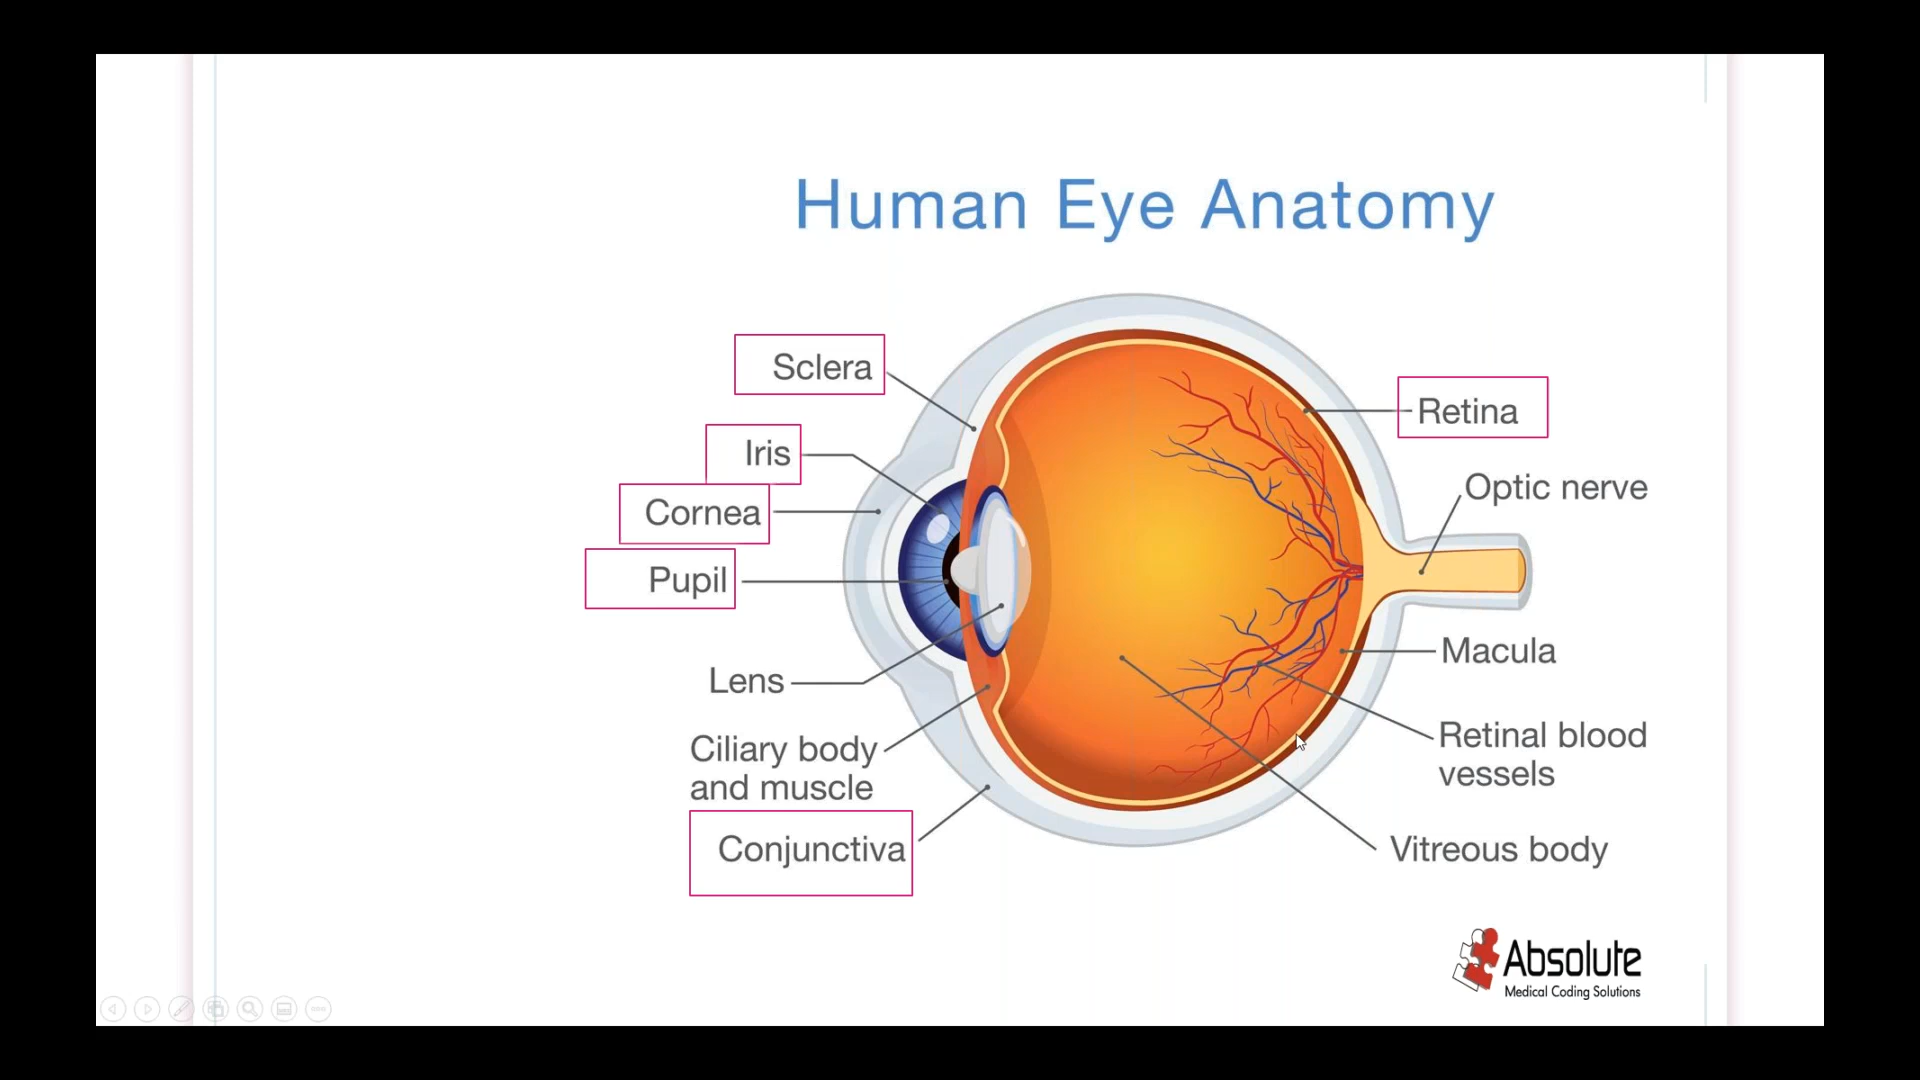 Human Eye Anatomy
Sclera
Iris
Cornea
Pupil
Lens
Ciliary body
and muscle
Conjunctiva
Retina
Optic nerve
Macula
Retinal blood
vessels
Vitreous body
Absolute
Medical Coding Solutions